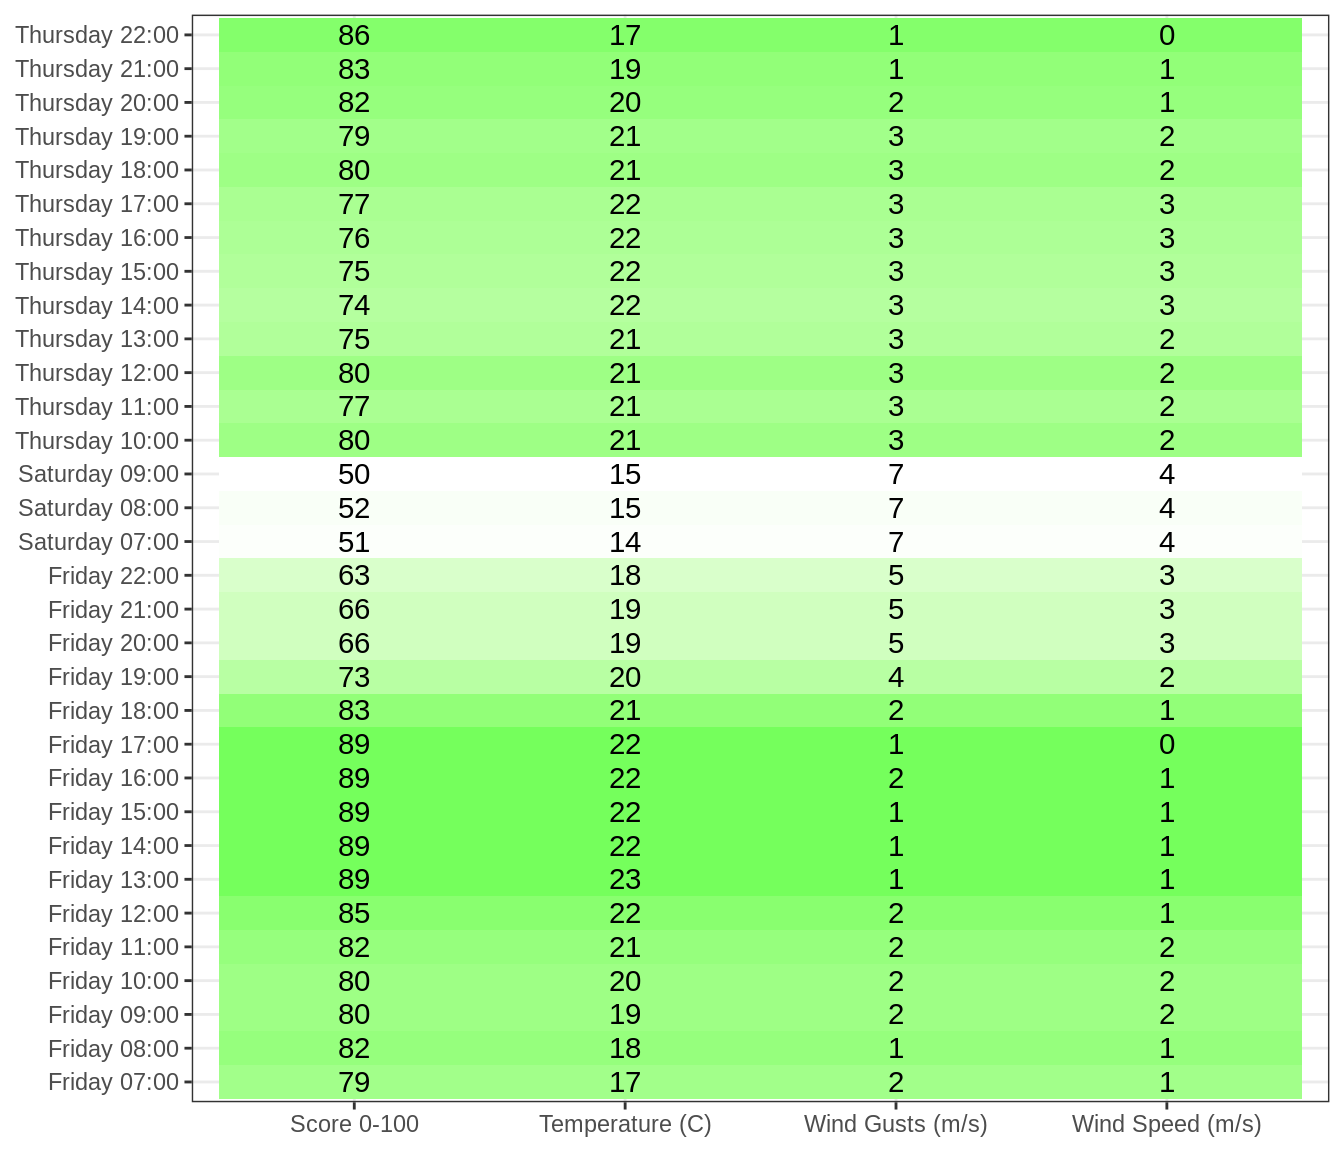 Thursday 22:00 86 17 1 0
Thursday 21:00 83 19 1 1
Thursday 20:00 82 20 2 1
Thursday 19:00 79 21 3 2
Thursday 18:00 80 21 3 2
Thursday 17:00 77 22 3 3
Thursday 16:00 76 22 3 3
Thursday 15:00 75 22 3 3
Thursday 14:00 74 22 3 3
Thursday 13:00 75 21 3 2
Thursday 12:00 80 21 3 2
Thursday 11:00 77 21 3 2
Thursday 10:00 80 21 3 2
Saturday 09:00 50 15 7 4
Saturday 08:00 52 15 7 4
Saturday 07:00 51 14 7 4
Friday 22:00 63 18 5 3
Friday 21:00 66 19 5 3
Friday 20:00 66 19 5 3
Friday 19:00 73 20 4 2
Friday 18:00 83 21 2 1
Friday 17:00 89 22 1 0
Friday 16:00 89 22 2 1
Friday 15:00 89 22 1 1
Friday 14:00 89 22 1 1
Friday 13:00 89 23 1 1
Friday 12:00 85 22 2 1
Friday 11:00 82 21 2 2
Friday 10:00 80 20 2 2
Friday 09:00 80 19 2 2
Friday 08:00 82 18 1 1
Friday 07:00 79 17 2 1
Score 0-100 Temperature (C) Wind Gusts (m/s) Wind Speed (m/s)